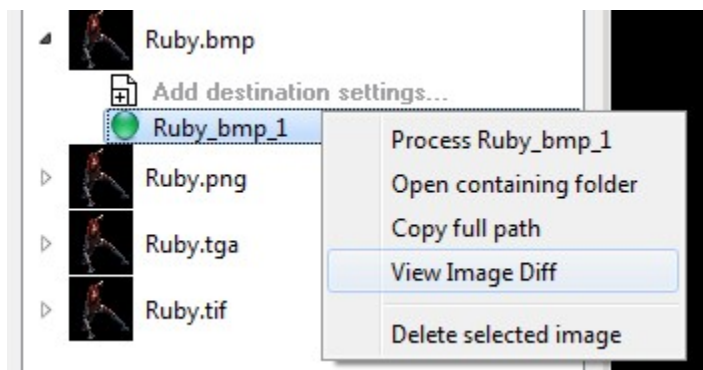 Ruby.bmp
Add destination settings...
Ruby_bmp_1
Ruby.png
Ruby.tga
Ruby.tif
Process Ruby_bmp_1
Open containing folder
Copy full path
View Image Diff
Delete selected image